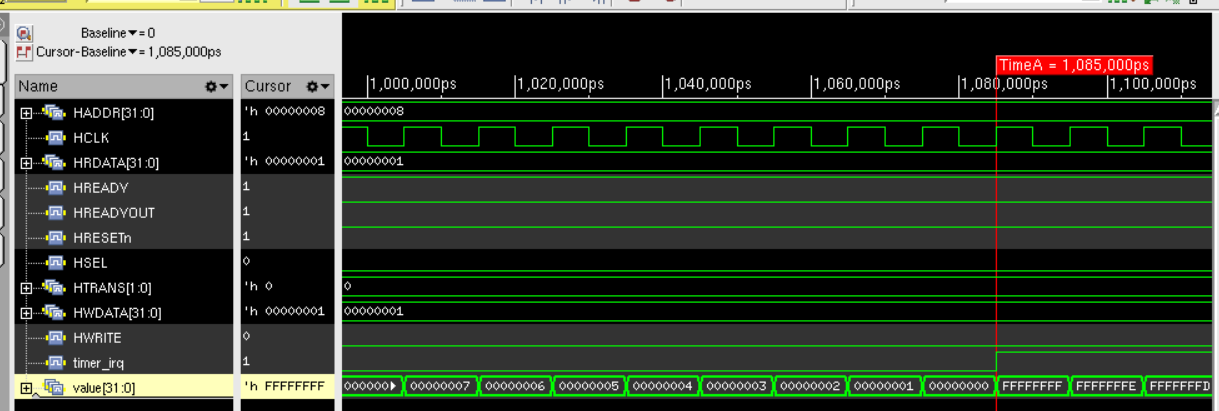 Baseline▼= 0
Cursor-Baseline▼= 1,085,000ps
TimeA = 1,085,000ps
Name Cursor |1,000,000ps |1,020,000ps |1,040,000ps |1,060,000ps |1,080,000ps |1,100,000ps
HADDR[31:0] 'h 00000008 00000008
HCLK 1
HRDATA[31:0] 'h 00000001 00000001
HREADY 1
HREADYOUT 1
HRESETn 1
HSEL 0
HTRANS[1:0] 'h 0 0
HWDATA[31:0] 'h 00000001 00000001
HWRITE 0
timer_irq 1
value[31:0] 'h FFFFFFFF 000000 00000007 00000006 00000005 00000004 00000003 00000002 00000001 00000000 FFFFFFFF FFFFFFFE FFFFFFFD